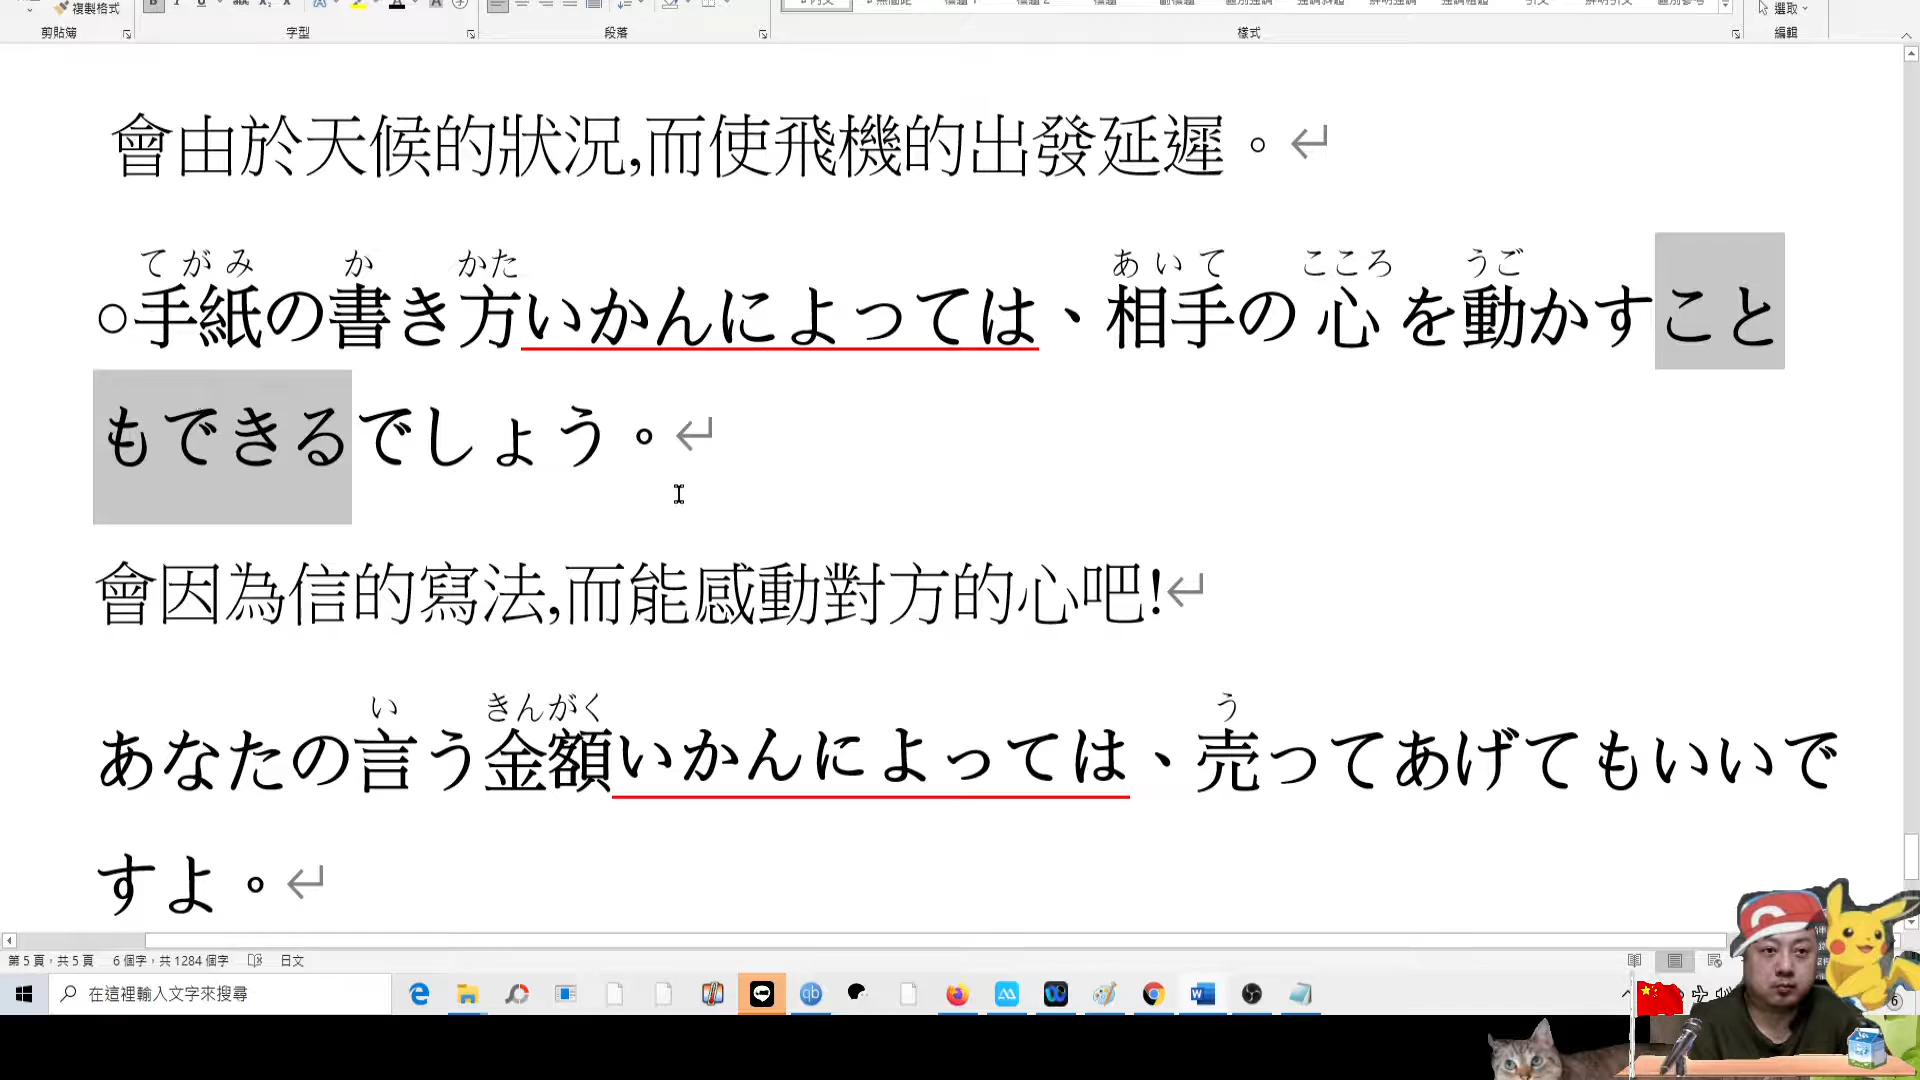 複製格式
選取
剪貼簿
字型
段落
樣式
編輯
會由於天候的狀況,而使飛機的出發延遲。
てがみ か かた あいて こころ うご
○手紙の書き方いかんによっては、相手の心を動かすこと
もできるでしょう。
會因為信的寫法,而能感動對方的心吧!
い きんがく う
あなたの言う金額いかんによっては、売ってあげてもいいで
すよ。
第5頁,共5頁 6個字,共1284個字 日文
在這裡輸入文字來搜尋